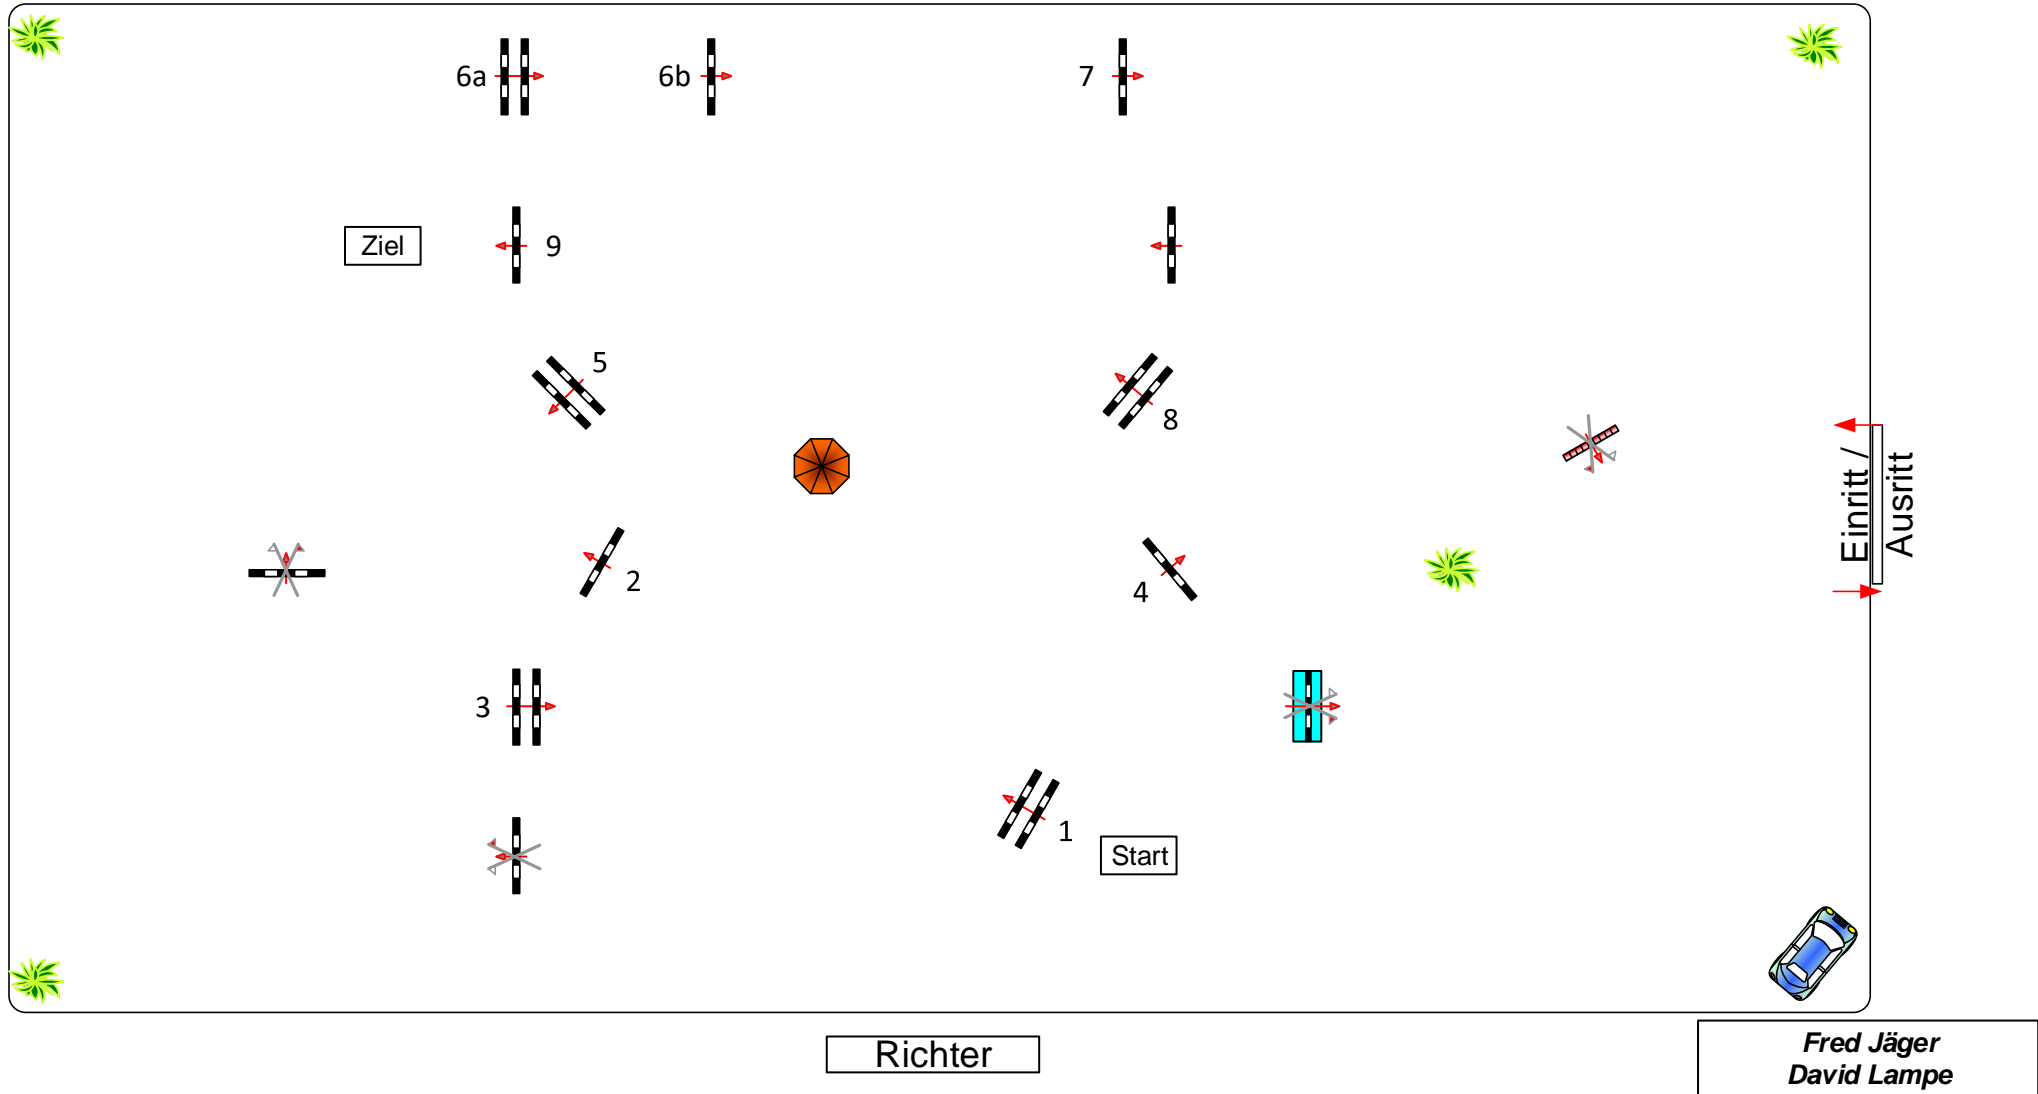 6a
6b
7
Ziel
9
5
8
Einritt /
Ausritt
2
4
3
1
Start
Richter
Fred Jäger
David Lampe